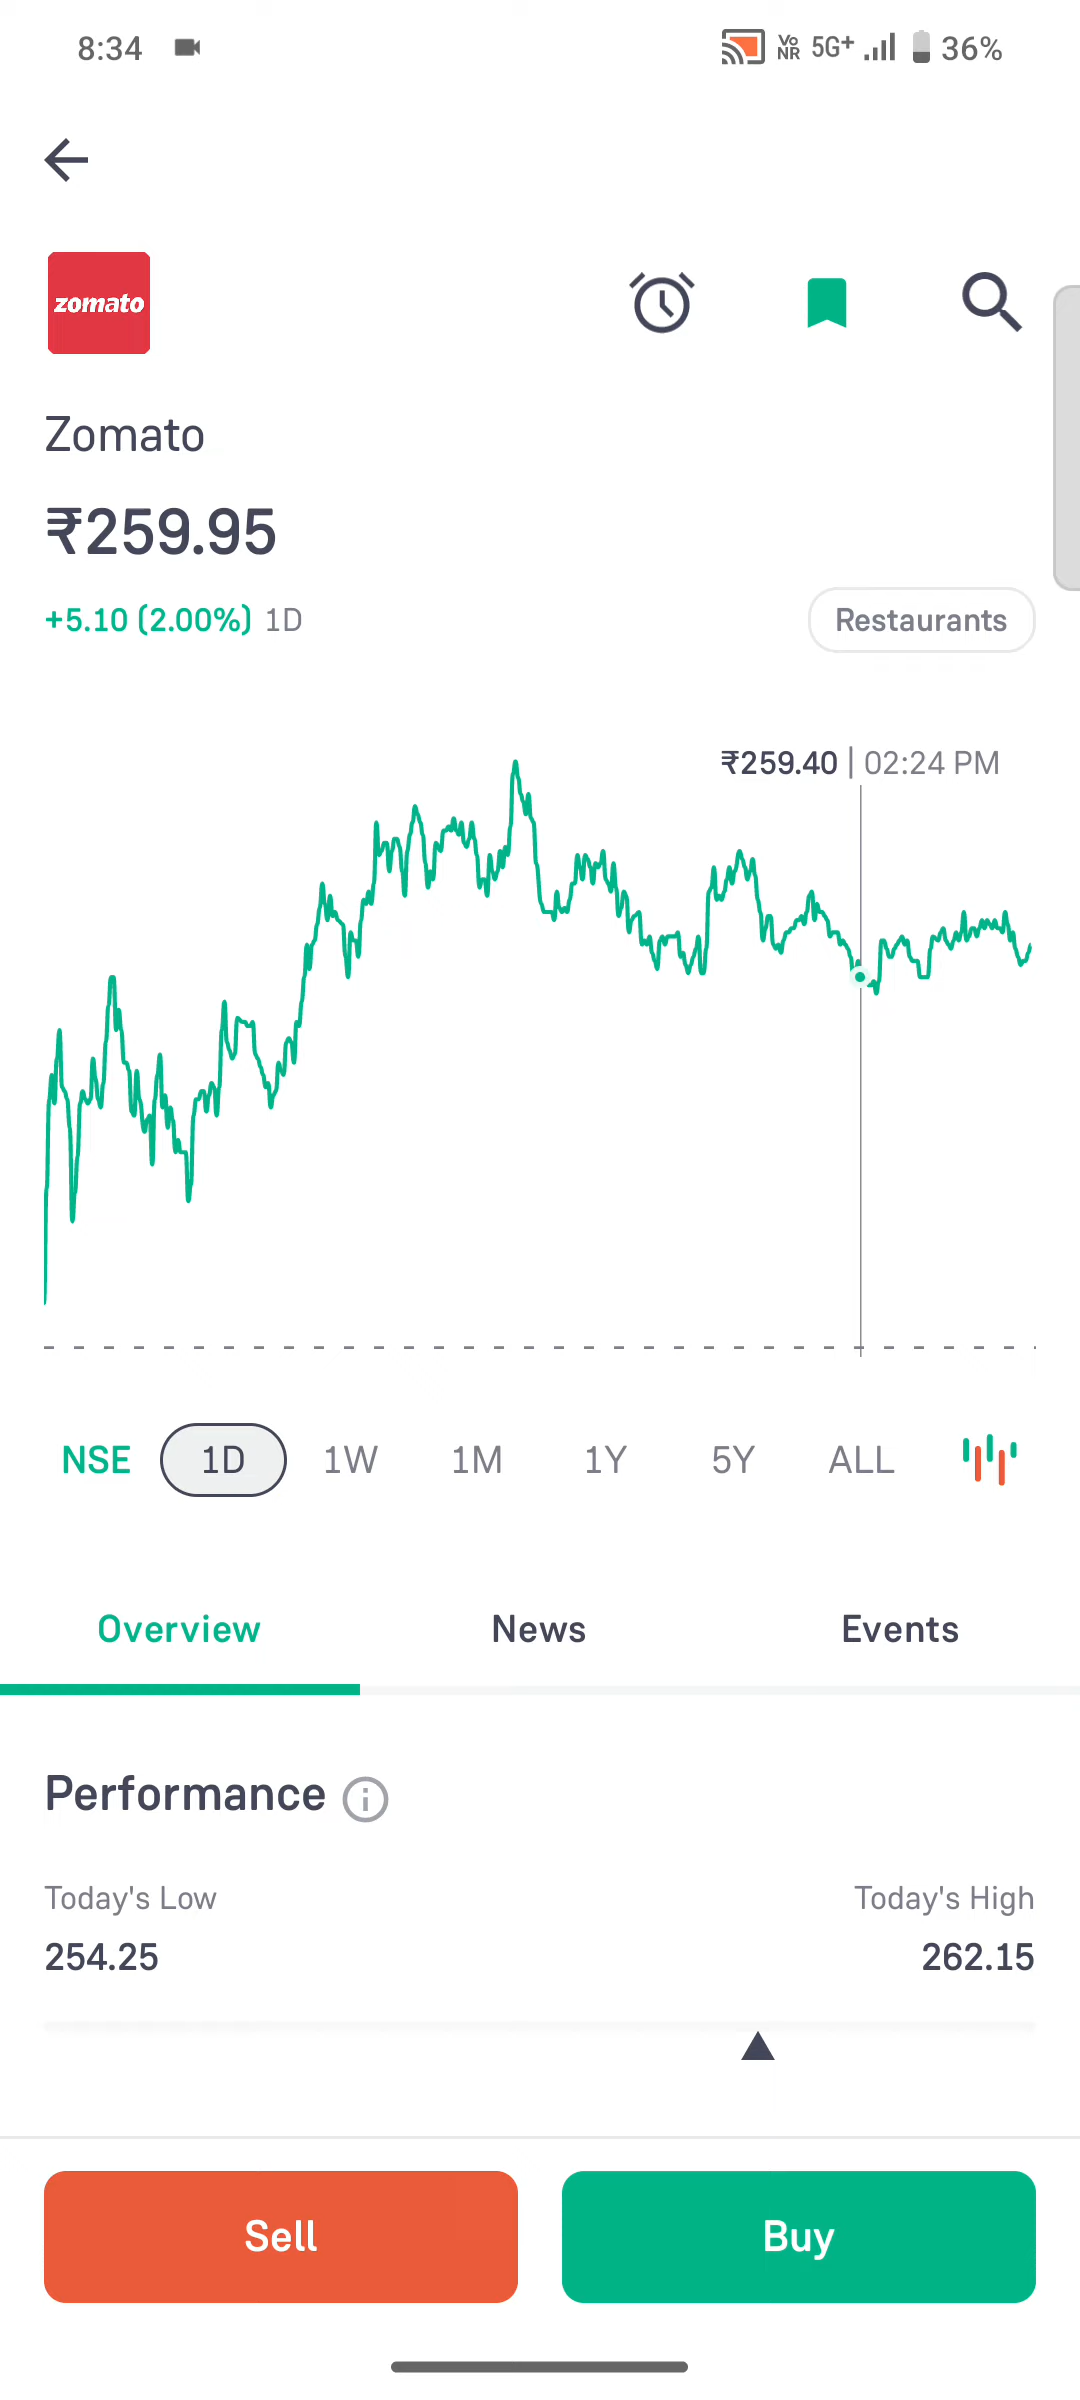 8:34 Vo NR 5G+ 36%
zomato
Zomato
₹259.95
+5.10 (2.00%) 1D
Restaurants
₹259.40 | 02:24 PM
NSE 1D 1W 1M 1Y 5Y ALL
Overview News Events
Performance
Today's Low Today's High
254.25 262.15
Sell Buy